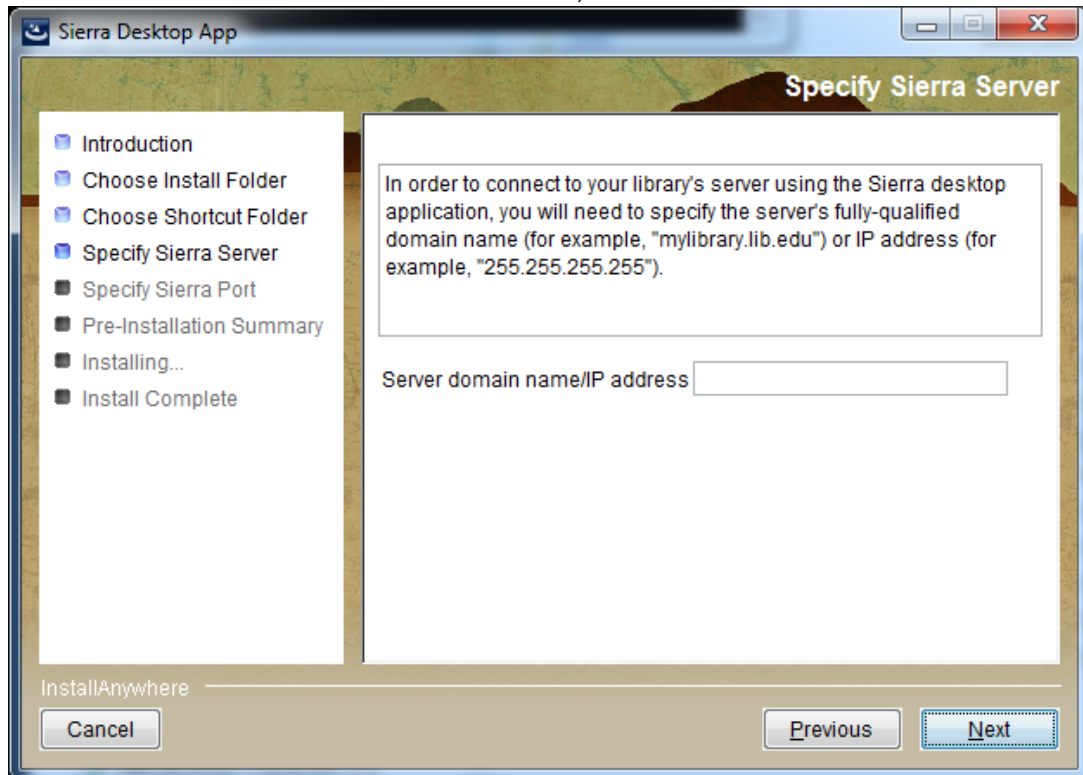 Sierra Desktop App
Specify Sierra Server
Introduction
Choose Install Folder
Choose Shortcut Folder
Specify Sierra Server
Specify Sierra Port
Pre-Installation Summary
Installing...
Install Complete
In order to connect to your library's server using the Sierra desktop
application, you will need to specify the server's fully-qualified
domain name (for example, "mylibrary.lib.edu") or IP address (for
example, "255.255.255.255").
Server domain name/IP address
InstallAnywhere
Cancel
Previous
Next